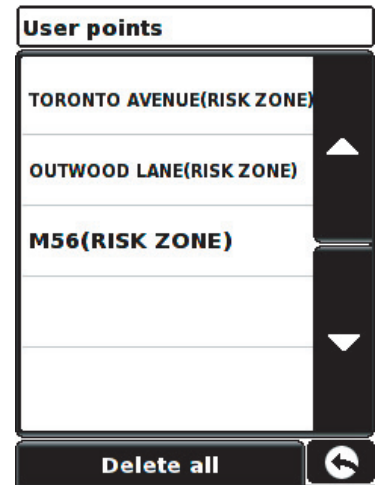 User points
TORONTO AVENUE(RISK ZONE)
OUTWOOD LANE(RISK ZONE)
M56(RISK ZONE)
Delete all